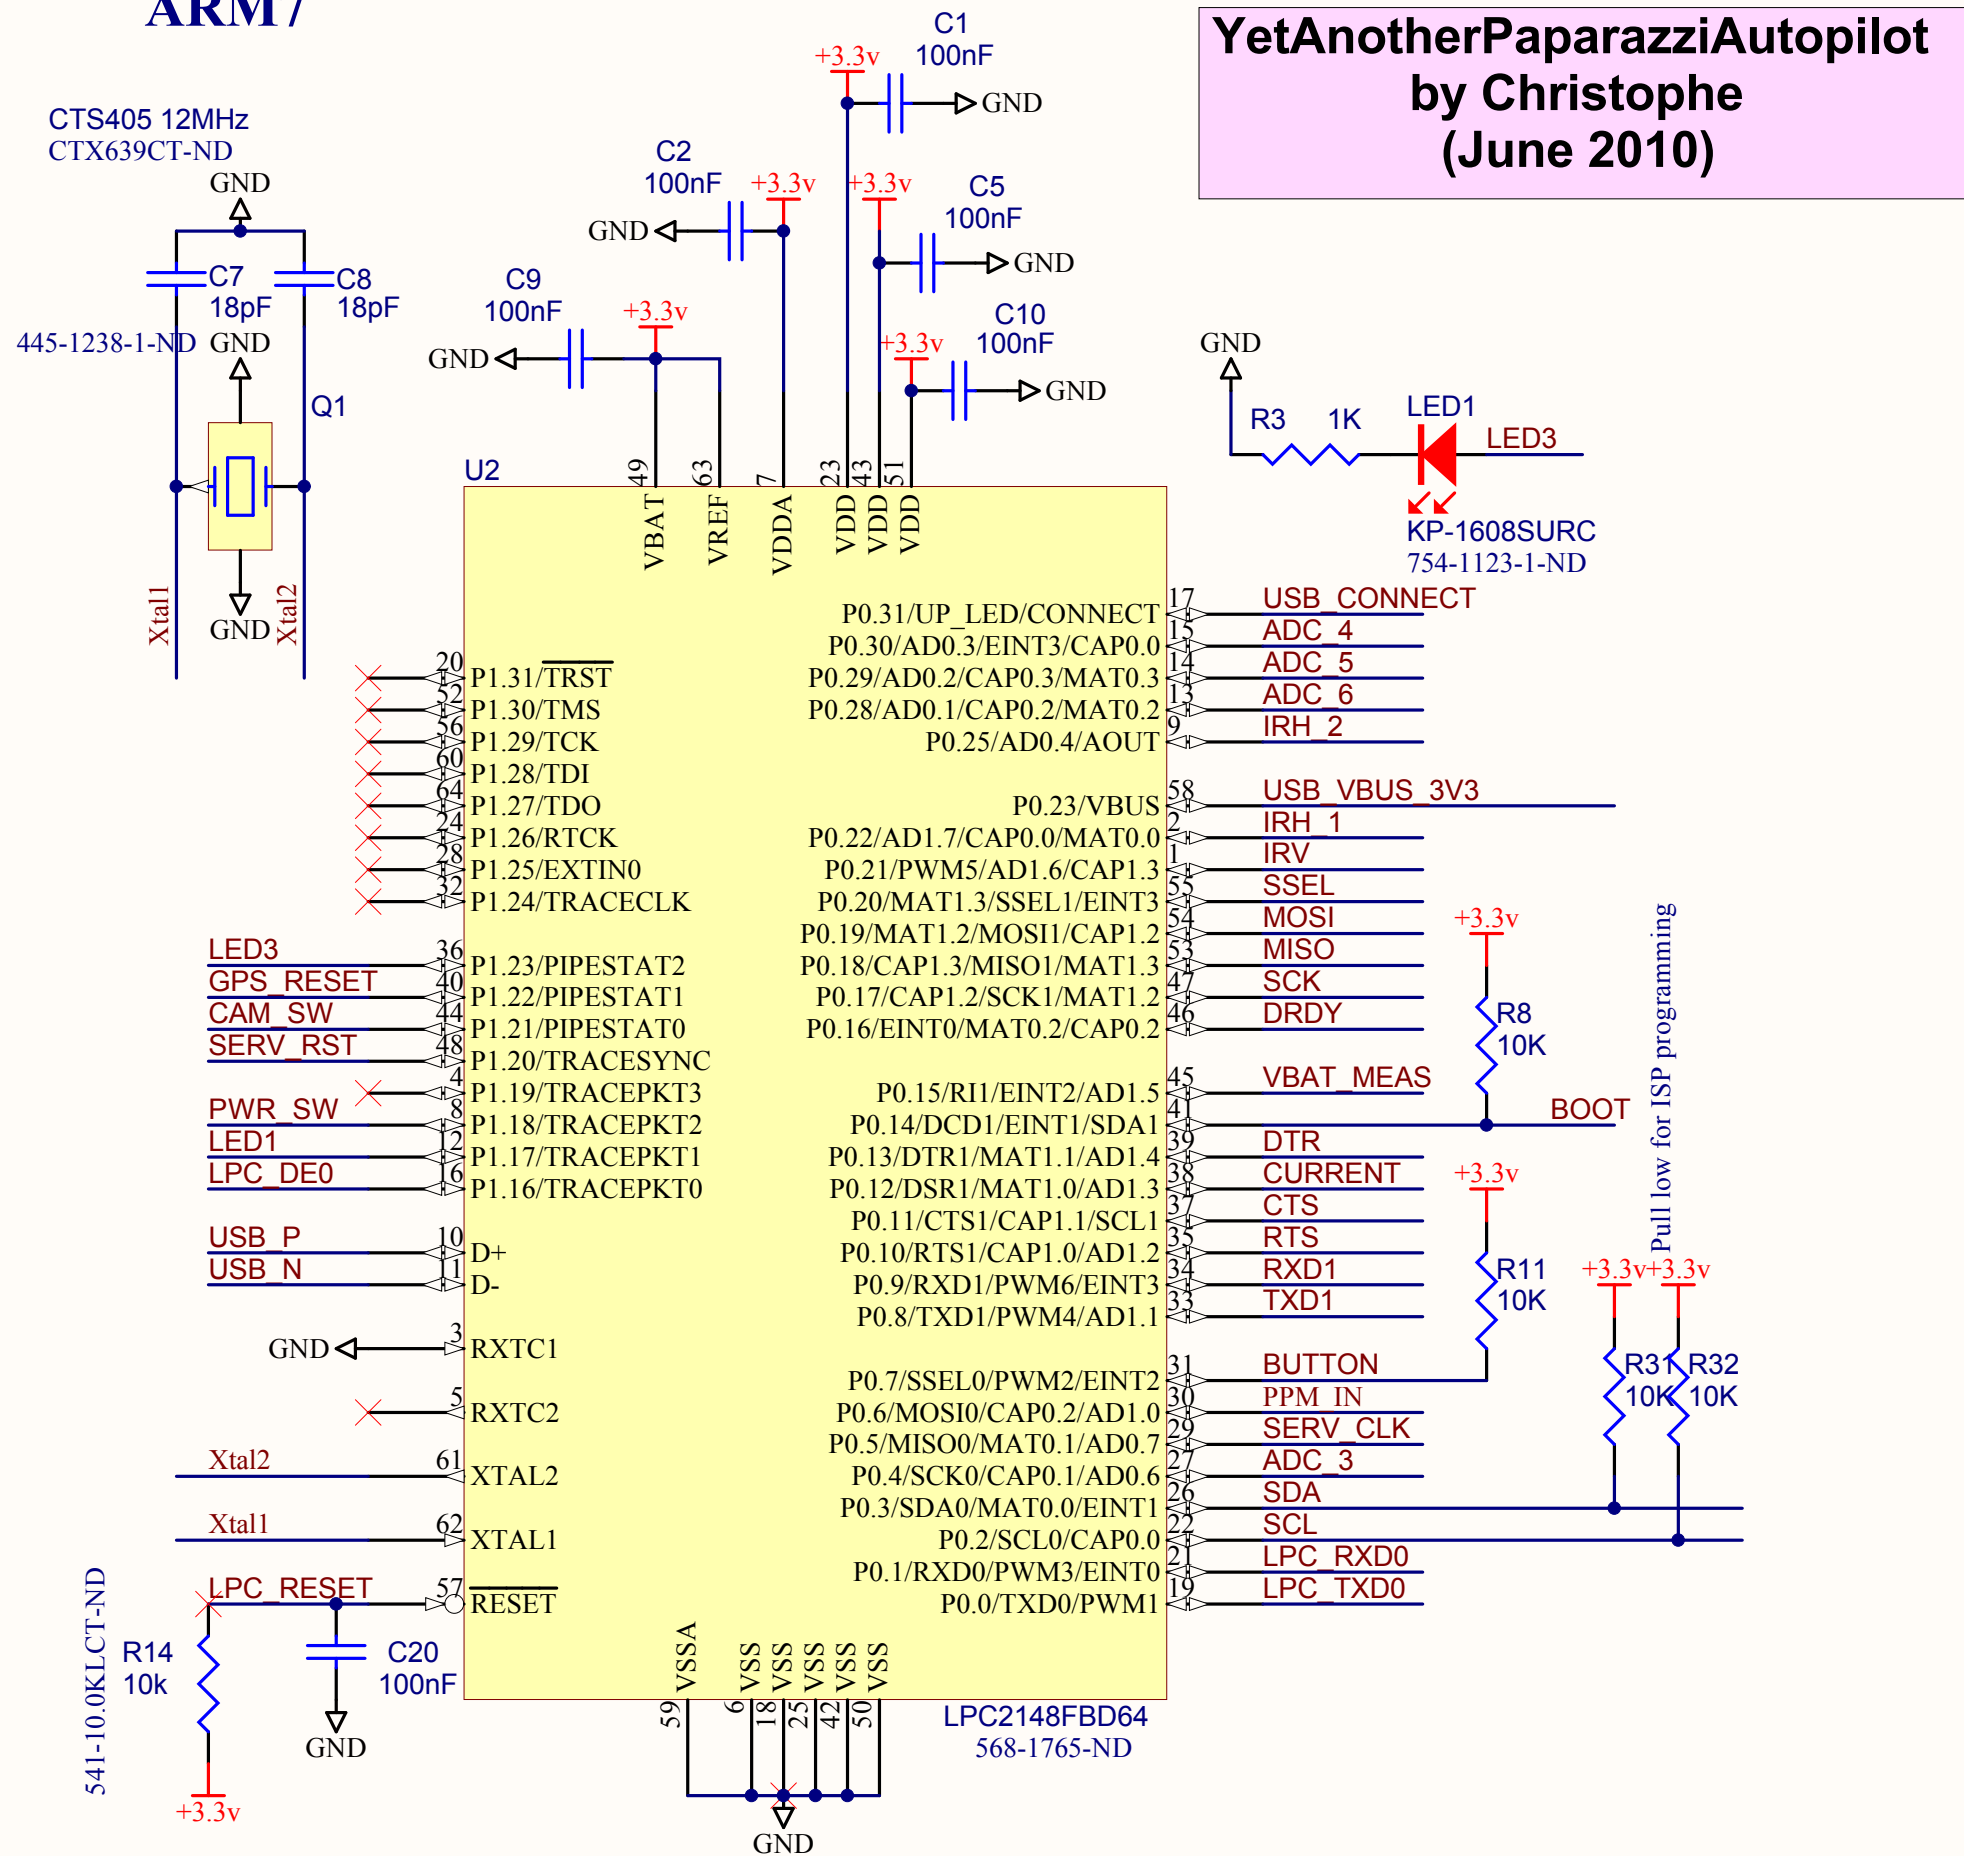 ARM7
YetAnotherPaparazziAutopilot
by Christophe
(June 2010)
CTS405 12MHz
CTX639CT-ND
GND
C7
18pF
C8
18pF
445-1238-1-ND
GND
Q1
GND
Xtal1
Xtal2
C1
100nF
+3.3v
GND
C2
100nF
+3.3v
GND
+3.3v
C5
100nF
GND
C9
100nF
+3.3v
GND
C10
100nF
+3.3v
GND
GND
R3
1K
LED1
LED3
KP-1608SURC
754-1123-1-ND
U2
49
VBAT
63
VREF
7
VDDA
23
VDD
43
VDD
51
VDD
20
P1.31/TRST
52
P1.30/TMS
56
P1.29/TCK
60
P1.28/TDI
64
P1.27/TDO
24
P1.26/RTCK
28
P1.25/EXTIN0
32
P1.24/TRACECLK
LED3
36
P1.23/PIPESTAT2
GPS_RESET
40
P1.22/PIPESTAT1
CAM_SW
44
P1.21/PIPESTAT0
SERV_RST
48
P1.20/TRACESYNC
4
P1.19/TRACEPKT3
PWR_SW
8
P1.18/TRACEPKT2
LED1
12
P1.17/TRACEPKT1
LPC_DE0
16
P1.16/TRACEPKT0
USB_P
10
D+
USB_N
11
D-
GND
3
RXTC1
5
RXTC2
Xtal2
61
XTAL2
Xtal1
62
XTAL1
LPC_RESET
57
RESET
541-10.0KLCT-ND
R14
10k
+3.3v
C20
100nF
GND
P0.31/UP_LED/CONNECT
17
USB_CONNECT
P0.30/AD0.3/EINT3/CAP0.0
15
ADC_4
P0.29/AD0.2/CAP0.3/MAT0.3
14
ADC_5
P0.28/AD0.1/CAP0.2/MAT0.2
13
ADC_6
P0.25/AD0.4/AOUT
9
IRH_2
P0.23/VBUS
58
USB_VBUS_3V3
P0.22/AD1.7/CAP0.0/MAT0.0
2
IRH_1
P0.21/PWM5/AD1.6/CAP1.3
1
IRV
P0.20/MAT1.3/SSEL1/EINT3
55
SSEL
P0.19/MAT1.2/MOSI1/CAP1.2
54
MOSI
P0.18/CAP1.3/MISO1/MAT1.3
53
MISO
P0.17/CAP1.2/SCK1/MAT1.2
47
SCK
P0.16/EINT0/MAT0.2/CAP0.2
46
DRDY
P0.15/RI1/EINT2/AD1.5
45
VBAT_MEAS
P0.14/DCD1/EINT1/SDA1
41
BOOT
P0.13/DTR1/MAT1.1/AD1.4
39
DTR
P0.12/DSR1/MAT1.0/AD1.3
38
CURRENT
P0.11/CTS1/CAP1.1/SCL1
37
CTS
P0.10/RTS1/CAP1.0/AD1.2
35
RTS
P0.9/RXD1/PWM6/EINT3
34
RXD1
P0.8/TXD1/PWM4/AD1.1
33
TXD1
P0.7/SSEL0/PWM2/EINT2
31
BUTTON
P0.6/MOSI0/CAP0.2/AD1.0
30
PPM_IN
P0.5/MISO0/MAT0.1/AD0.7
29
SERV_CLK
P0.4/SCK0/CAP0.1/AD0.6
27
ADC_3
P0.3/SDA0/MAT0.0/EINT1
26
SDA
P0.2/SCL0/CAP0.0
22
SCL
P0.1/RXD0/PWM3/EINT0
21
LPC_RXD0
P0.0/TXD0/PWM1
19
LPC_TXD0
+3.3v
R8
10K
Pull low for ISP programming
+3.3v
R11
10K
+3.3v
+3.3v
R31
10K
R32
10K
59
VSSA
6
VSS
18
VSS
25
VSS
42
VSS
50
VSS
GND
LPC2148FBD64
568-1765-ND